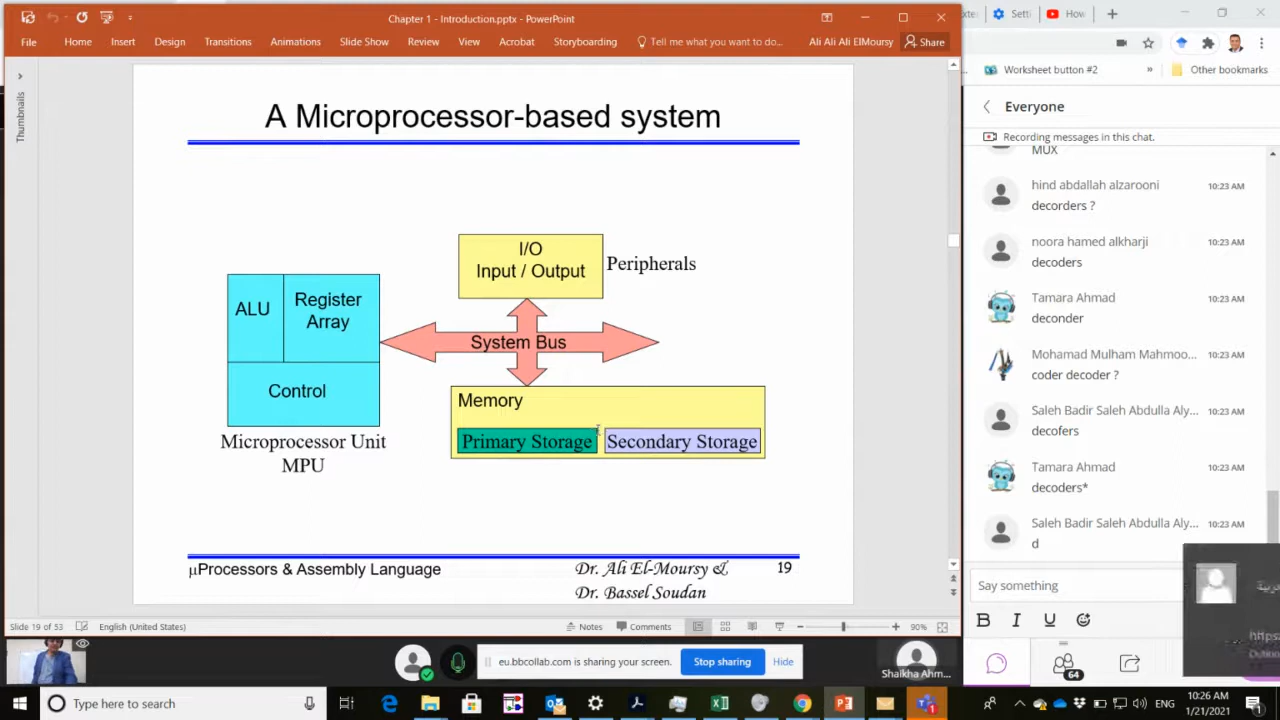 Chapter 1 - Introduction.pptx - PowerPoint
File Home Insert Design Transitions Animations Slide Show Review View Acrobat Storyboarding Tell me what you want to do... Ali Ali Ali ElMoursy Share
Thumbnails
A Microprocessor-based system
I/O
Input / Output
Peripherals
ALU
Register
Array
System Bus
Control
Memory
Primary Storage Secondary Storage
Microprocessor Unit
MPU
µProcessors & Assembly Language
Dr. Ali El-Moursy &
Dr. Bassel Soudan
19
Slide 19 of 53 English (United States) Notes Comments 90%
Setti How
Worksheet button #2 » Other bookmarks
Everyone
Recording messages in this chat.
MUX
hind abdallah alzarooni 10:23 AM
decorders ?
noora hamed alkharji 10:23 AM
decoders
Tamara Ahmad 10:23 AM
deconder
Mohamad Mulham Mahmoo... 10:23 AM
coder decoder ?
Saleh Badir Saleh Abdulla Aly... 10:23 AM
decofers
Tamara Ahmad 10:23 AM
decoders*
Saleh Badir Saleh Abdulla Aly... 10:23 AM
d
Say something
B I U
64
eu.bbcollab.com is sharing your screen. Stop sharing Hide
Shaikha Ahm...
Type here to search
ENG
10:26 AM
1/21/2021
1